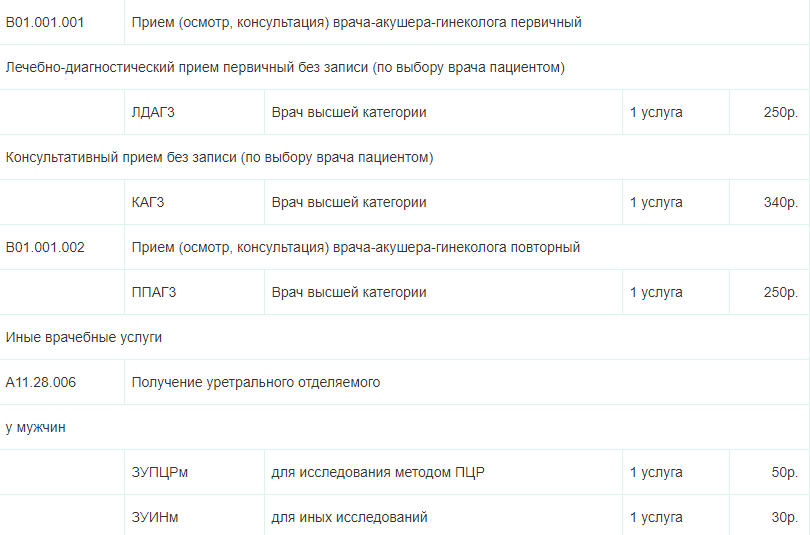 B01.001.001 Прием (осмотр, консультация) врача-акушера-гинеколога первичный
Лечебно-диагностический прием первичный без записи (по выбору врача пациентом)
ЛДАГ3 Врач высшей категории 1 услуга 250р.
Консультативный прием без записи (по выбору врача пациентом)
КАГ3 Врач высшей категории 1 услуга 340р.
B01.001.002 Прием (осмотр, консультация) врача-акушера-гинеколога повторный
ППАГ3 Врач высшей категории 1 услуга 250р.
Иные врачебные услуги
A11.28.006 Получение уретрального отделяемого
у мужчин
ЗУПЦРм для исследования методом ПЦР 1 услуга 50р.
ЗУИНм для иных исследований 1 услуга 30р.